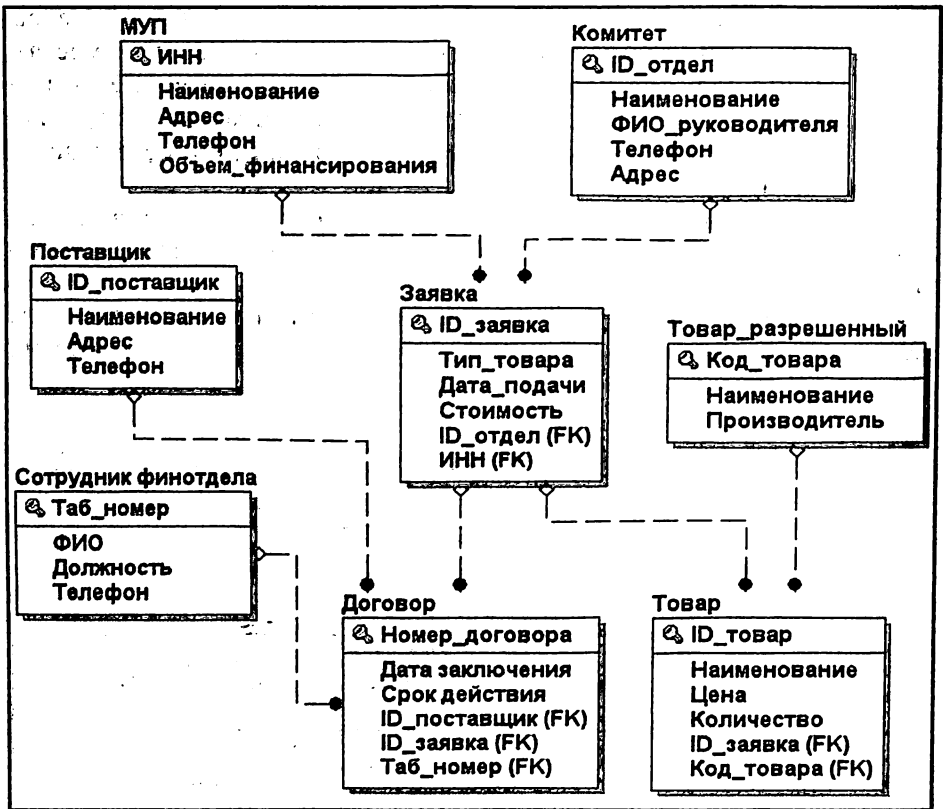 МУП
ИНН
Наименование
Адрес
Телефон
Объем_финансирования
Комитет
ID_отдел
Наименование
ФИО_руководителя
Телефон
Адрес
Поставщик
ID_поставщик
Наименование
Адрес
Телефон
Заявка
ID_заявка
Тип_товара
Дата_подачи
Стоимость
ID_отдел (FK)
ИНН (FK)
Товар_разрешенный
Код_товара
Наименование
Производитель
Сотрудник финотдела
Таб_номер
ФИО
Должность
Телефон
Договор
Номер_договора
Дата заключения
Срок действия
ID_поставщик (FK)
ID_заявка (FK)
Таб_номер (FK)
Товар
ID_товар
Наименование
Цена
Количество
ID_заявка (FK)
Код_товара (FK)